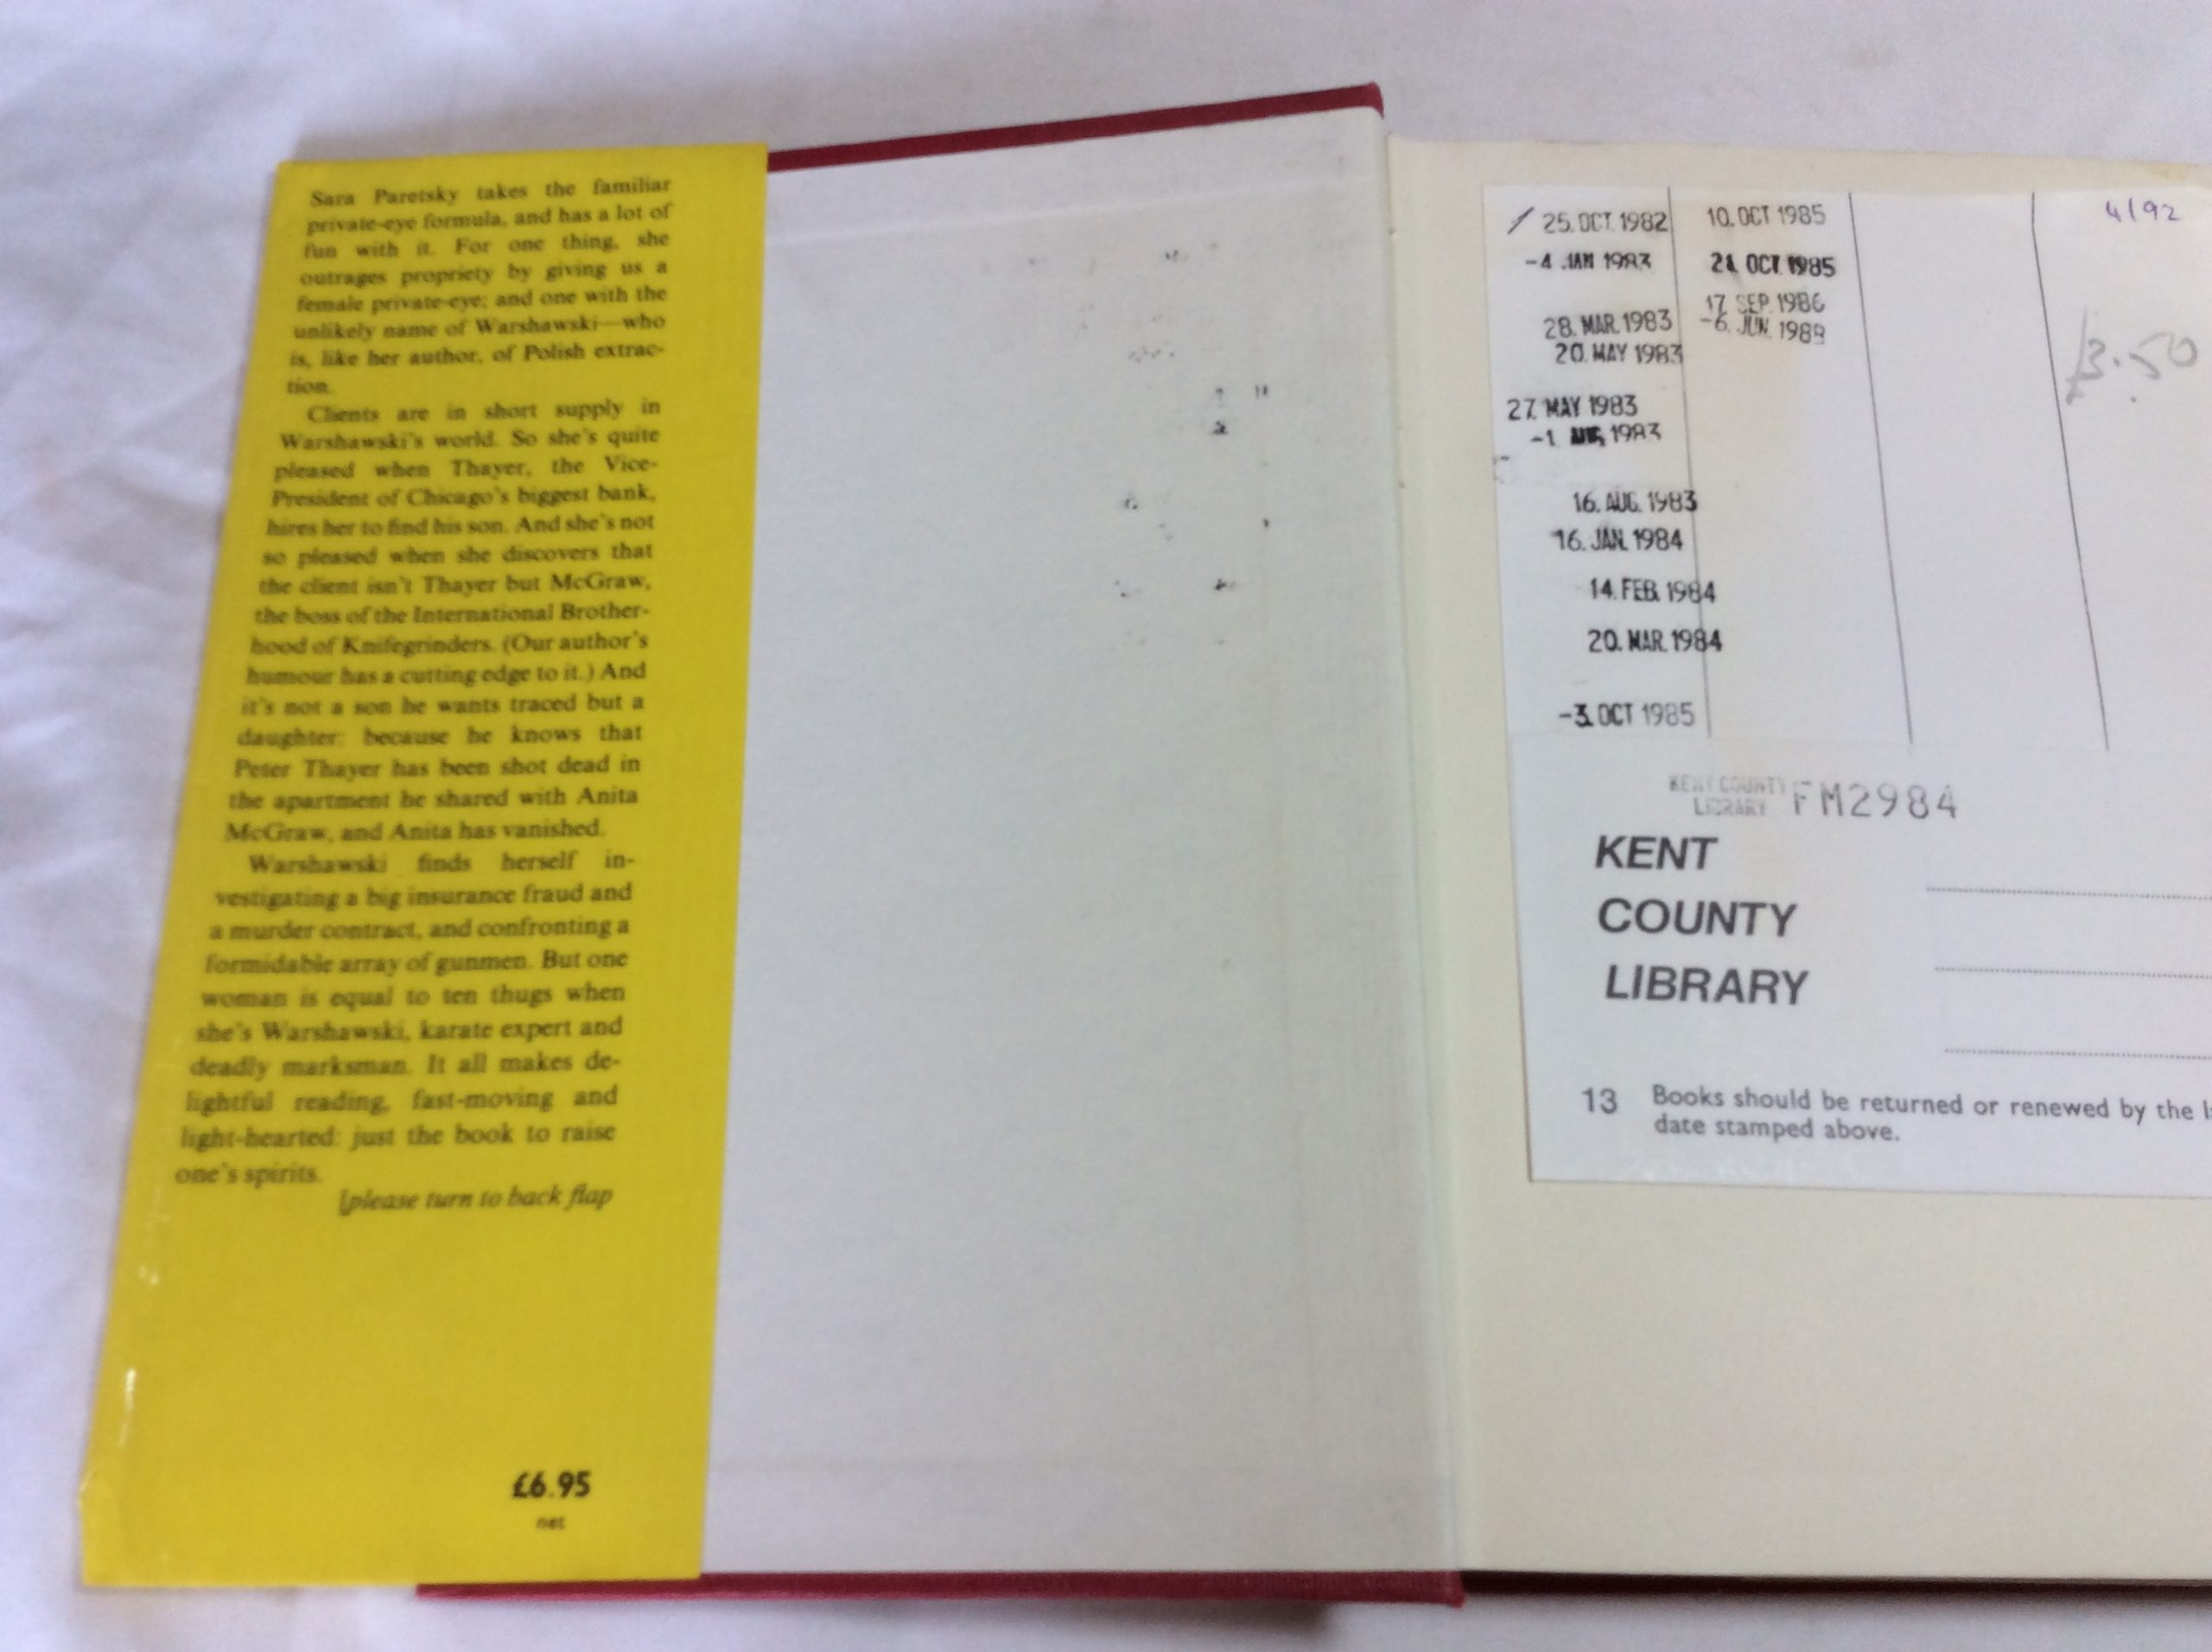 Sara Paretsky takes the familiar
private-eye formula, and has a lot of
fun with it. For one thing, she
outrages propriety by giving us a
female private-eye; and one with the
unlikely name of Warshawski—who
is, like her author, of Polish extrac-
tion.
Clients are in short supply in
Warshawski's world. So she's quite
pleased when Thayer, the Vice-
President of Chicago's biggest bank,
hires her to find his son. And she's not
so pleased when she discovers that
the client isn't Thayer but McGraw,
the boss of the International Brother-
hood of Knifegrinders. (Our author's
humour has a cutting edge to it.) And
it's not a son he wants traced but a
daughter: because he knows that
Peter Thayer has been shot dead in
the apartment he shared with Anita
McGraw, and Anita has vanished.
Warshawski finds herself in-
vestigating a big insurance fraud and
a murder contract, and confronting a
formidable array of gunmen. But one
woman is equal to ten thugs when
she's Warshawski, karate expert and
deadly marksman. It all makes de-
lightful reading, fast-moving and
light-hearted: just the book to raise
one's spirits.
[please turn to back flap
£6.95
net
25. OCT. 1982
-4 JAN 1983
28. MAR. 1983
20. MAY 1983
27. MAY 1983
-1 AUG 1983
16. AUG. 1983
16. JAN. 1984
14. FEB. 1984
20. MAR. 1984
-3. OCT 1985
10. OCT 1985
OCT. 1985
17. SEP. 1986
-6. JUN. 1989
4/92
£3.50
KENT COUNTY
LIBRARY FM2984
KENT
COUNTY
LIBRARY
13 Books should be returned or renewed by the
date stamped above.